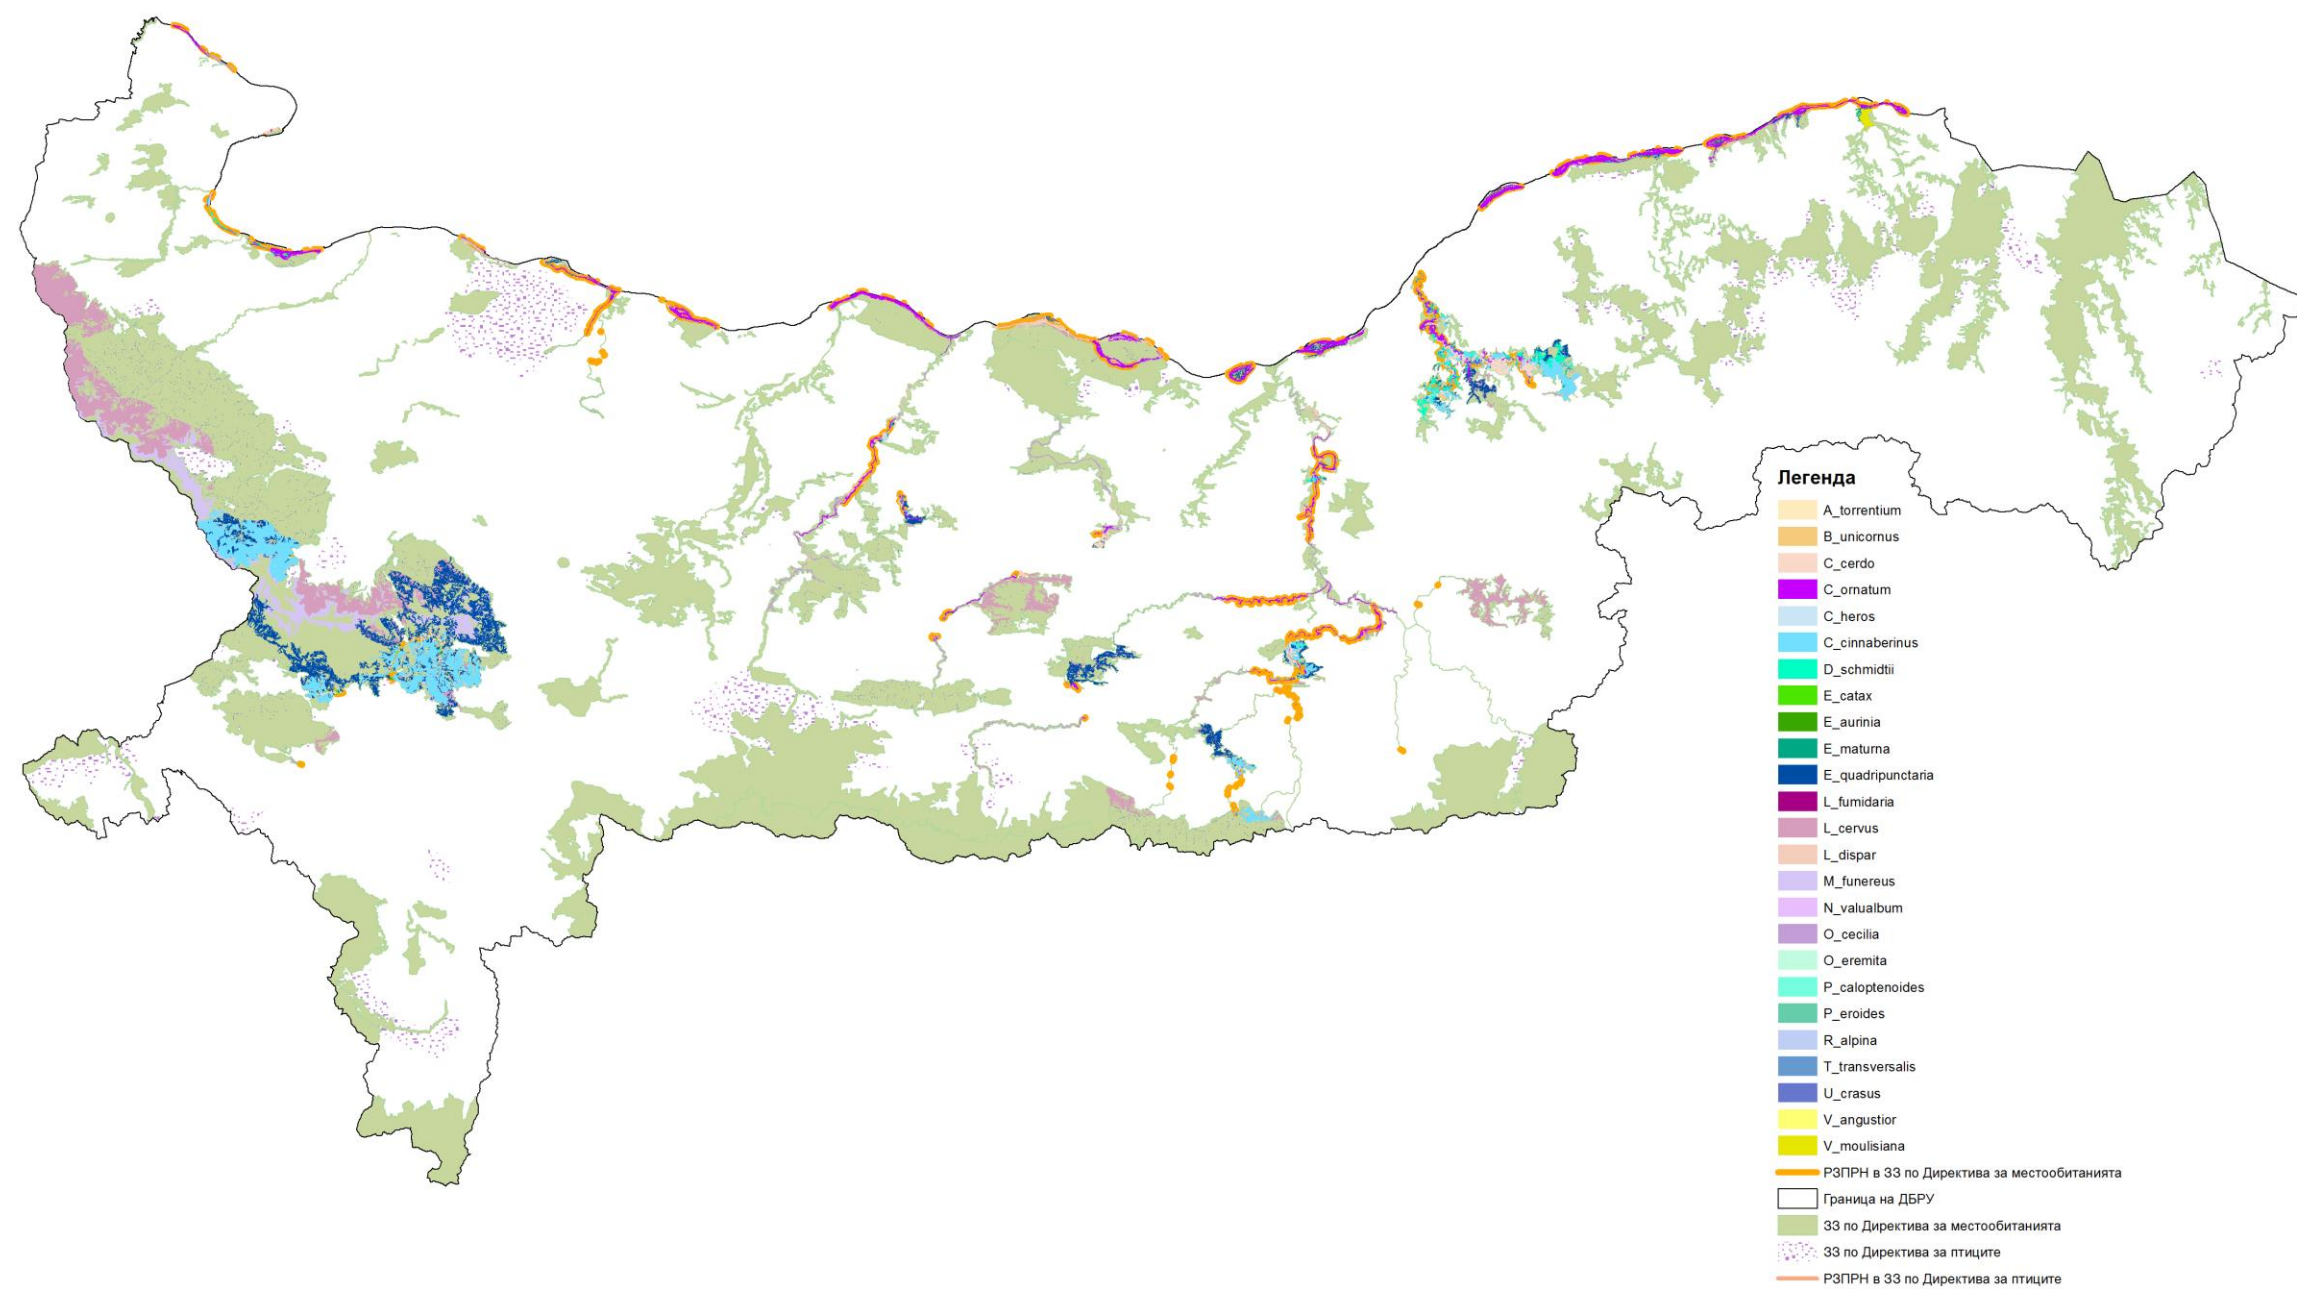 Легенда
A_torrentium
B_unicornus
C_cerdo
C_ornatum
C_heros
C_cinnaberinus
D_schmidtii
E_catax
E_aurinia
E_maturna
E_quadripunctaria
L_fumidaria
L_cervus
L_dispar
M_funereus
N_valualbum
O_cecilia
O_eremita
P_caloptenoides
P_eroides
R_alpina
T_transversalis
U_crasus
V_angustior
V_moulisiana
РЗПРН в ЗЗ по Директива за местообитанията
Граница на ДБРУ
ЗЗ по Директива за местообитанията
ЗЗ по Директива за птиците
РЗПРН в ЗЗ по Директива за птиците